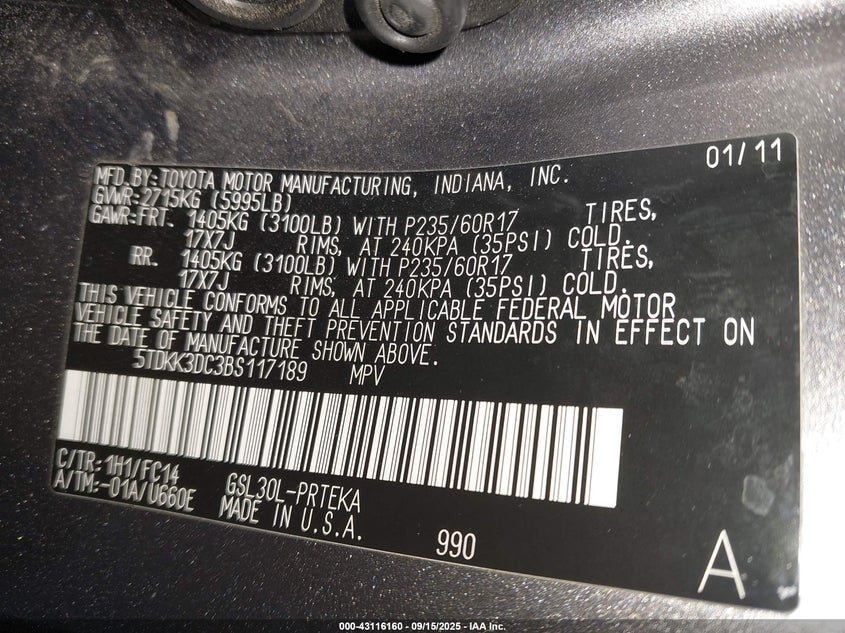 01/11
MFD.BY:TOYOTA MOTOR MANUFACTURING, INDIANA, INC.
GVWR:2715KG (5995LB)
GAWR:FRT. 1405KG (3100LB) WITH P235/60R17 TIRES,
17X7J RIMS, AT 240KPA (35PSI) COLD.
RR. 1405KG (3100LB) WITH P235/60R17 TIRES,
17X7J RIMS, AT 240KPA (35PSI) COLD.
THIS VEHICLE CONFORMS TO ALL APPLICABLE FEDERAL MOTOR
VEHICLE SAFETY AND THEFT PREVENTION STANDARDS IN EFFECT ON
THE DATE OF MANUFACTURE SHOWN ABOVE.
5TDKK3DC3BS117189 MPV
C/TR:1H1/FC14 GSL30L-PRTEKA
A/TM:-01A/U660E MADE IN U.S.A.
990
A
000-43116160 - 09/15/2025 - IAA Inc.